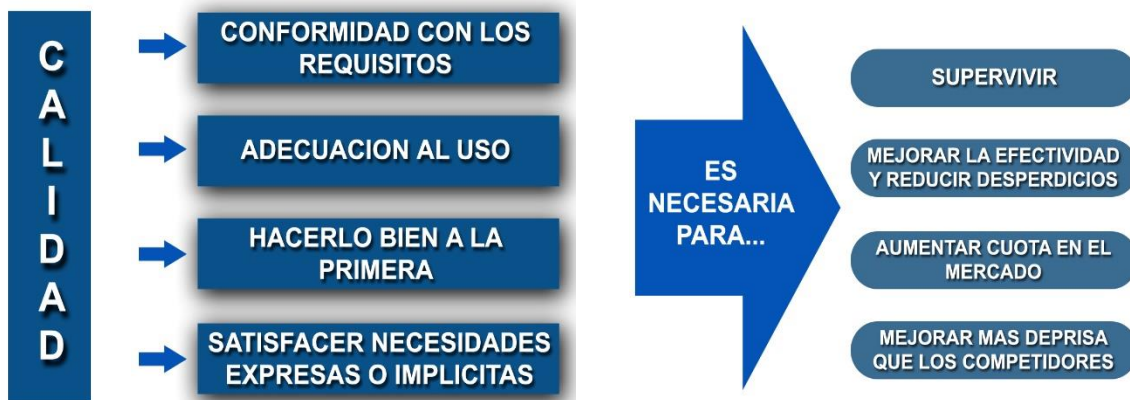 CALIDAD
CONFORMIDAD CON LOS
REQUISITOS
ADECUACION AL USO
HACERLO BIEN A LA
PRIMERA
SATISFACER NECESIDADES
EXPRESAS O IMPLICITAS
ES
NECESARIA
PARA...
SUPERVIVIR
MEJORAR LA EFECTIVIDAD
Y REDUCIR DESPERDICIOS
AUMENTAR CUOTA EN EL
MERCADO
MEJORAR MAS DEPRISA
QUE LOS COMPETIDORES